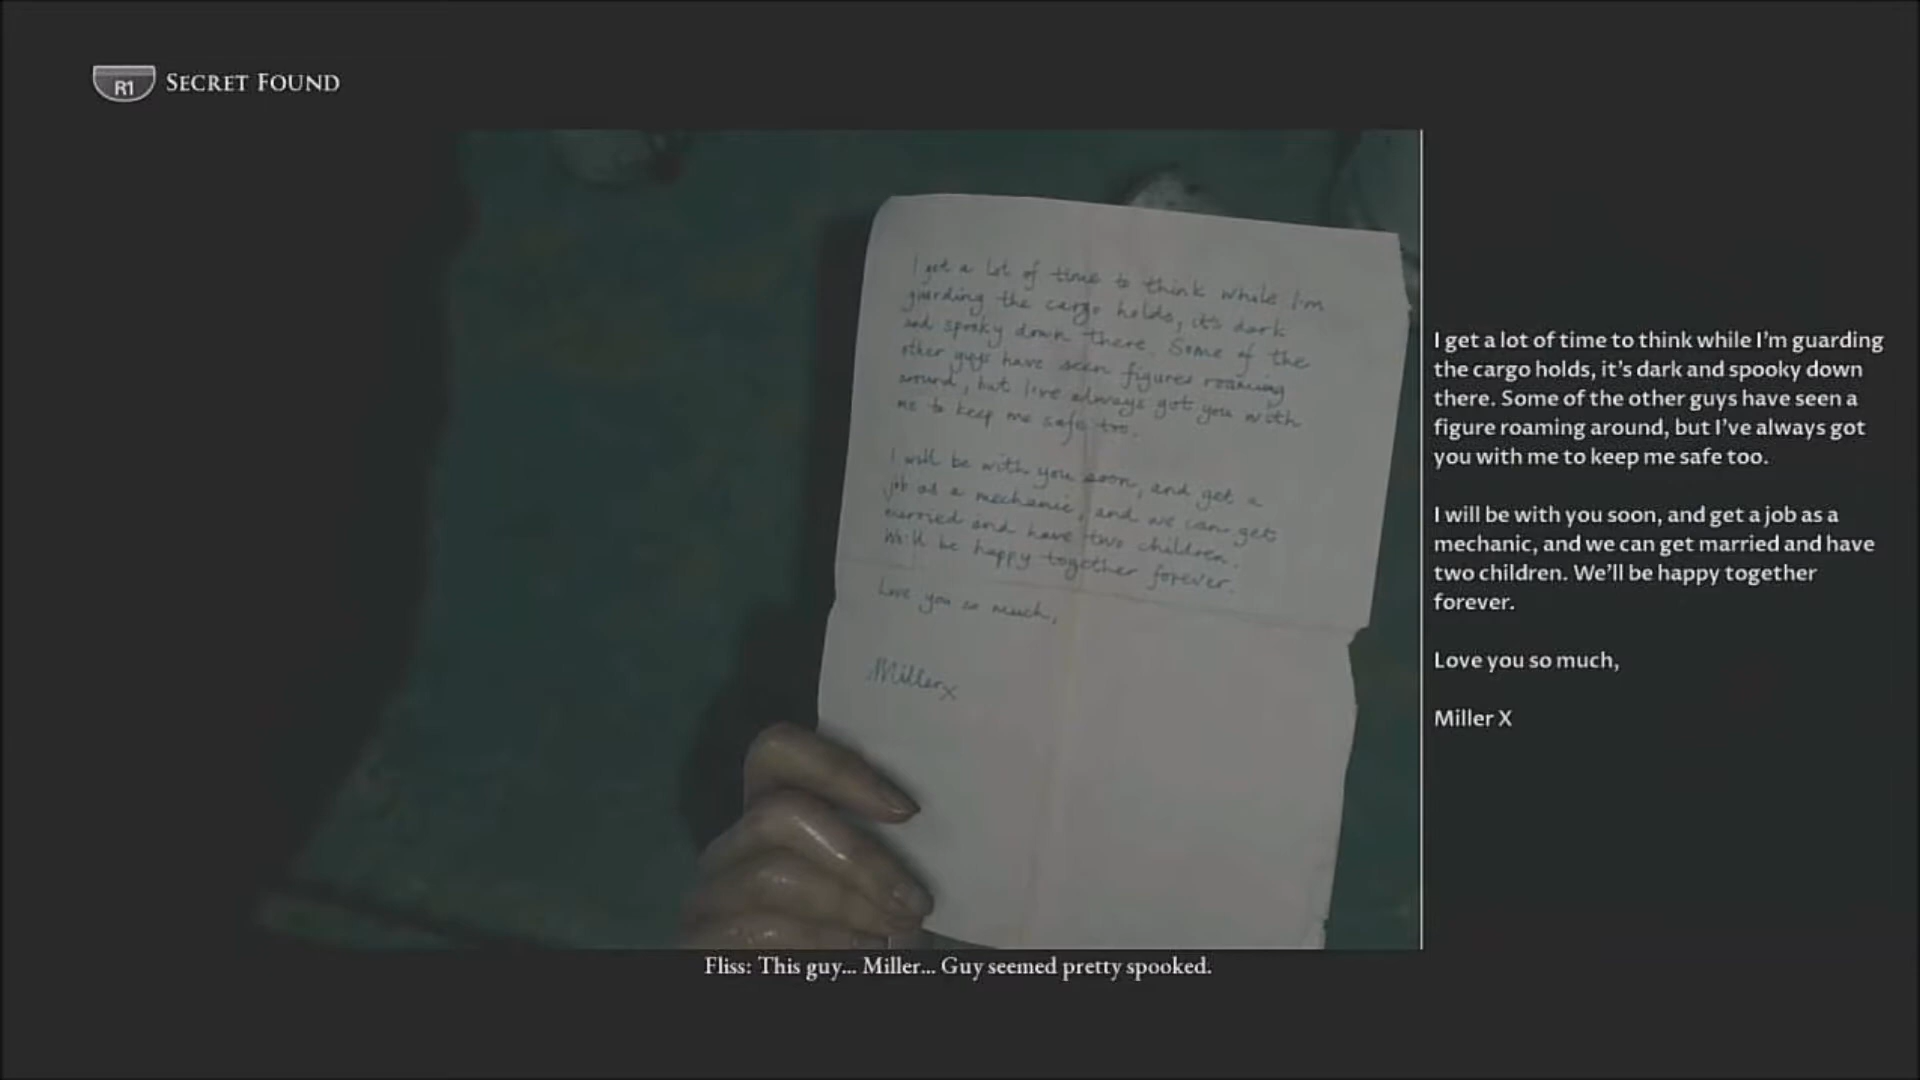 R1 SECRET FOUND
I get a lot of time to think while I'm
guarding the cargo holds, it's dark
and spooky down there. Some of the
other guys have seen figures roaming
around, but I've always got you with
me to keep me safe too.
I will be with you soon, and get a
job as a mechanic, and we can get
married and have two children.
We'll be happy together forever.
Love you so much,
Miller x
I get a lot of time to think while I'm guarding
the cargo holds, it's dark and spooky down
there. Some of the other guys have seen a
figure roaming around, but I've always got
you with me to keep me safe too.
I will be with you soon, and get a job as a
mechanic, and we can get married and have
two children. We'll be happy together
forever.
Love you so much,
Miller X
Fliss: This guy... Miller... Guy seemed pretty spooked.